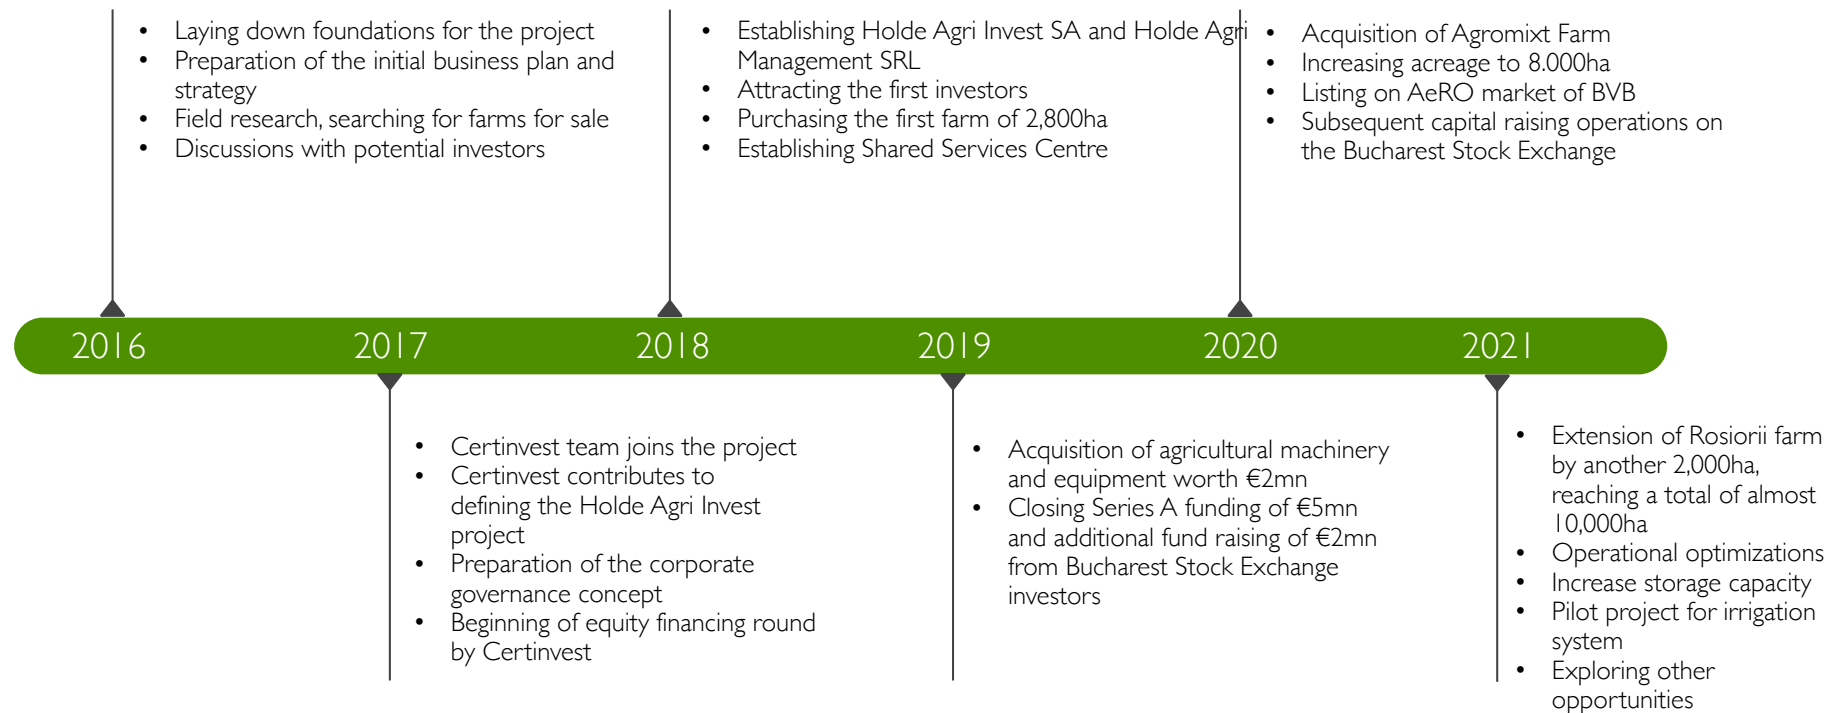 • Laying down foundations for the project
• Preparation of the initial business plan and
strategy
• Field research, searching for farms for sale
• Discussions with potential investors
• Establishing Holde Agri Invest SA and Holde Agri
Management SRL
• Attracting the first investors
• Purchasing the first farm of 2,800ha
• Establishing Shared Services Centre
• Acquisition of Agromixt Farm
• Increasing acreage to 8.000ha
• Listing on AeRO market of BVB
• Subsequent capital raising operations on
the Bucharest Stock Exchange
2016 2017 2018 2019 2020 2021
• Certinvest team joins the project
• Certinvest contributes to
defining the Holde Agri Invest
project
• Preparation of the corporate
governance concept
• Beginning of equity financing round
by Certinvest
• Acquisition of agricultural machinery
and equipment worth €2mn
• Closing Series A funding of €5mn
and additional fund raising of €2mn
from Bucharest Stock Exchange
investors
• Extension of Rosiorii farm
by another 2,000ha,
reaching a total of almost
10,000ha
• Operational optimizations
• Increase storage capacity
• Pilot project for irrigation
system
• Exploring other
opportunities